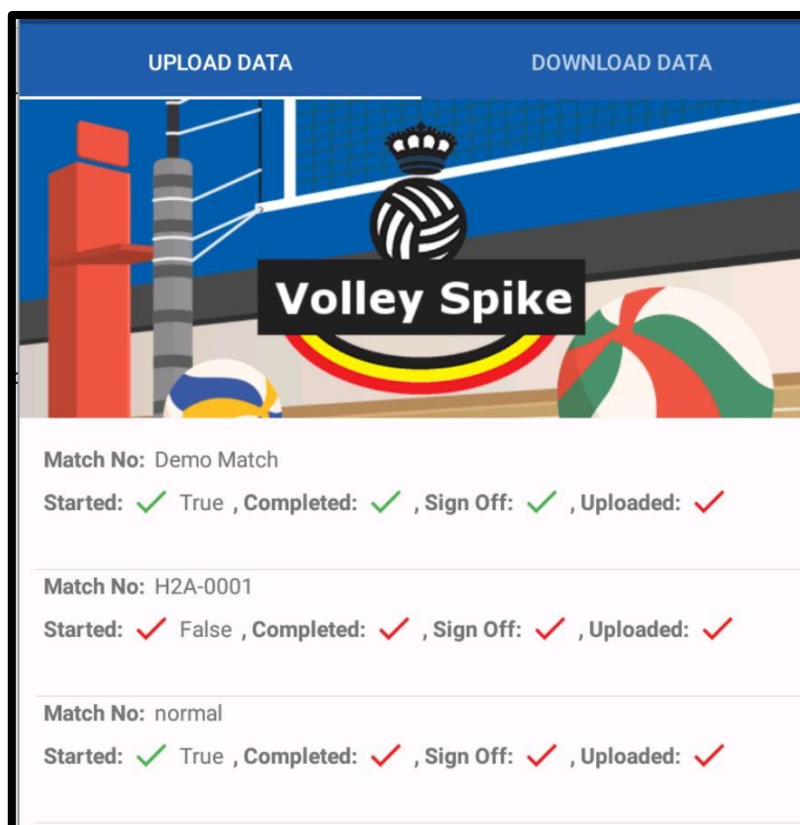 UPLOAD DATA DOWNLOAD DATA
Volley Spike
Match No: Demo Match
Started: ✓ True , Completed: ✓ , Sign Off: ✓ , Uploaded: ✓
Match No: H2A-0001
Started: ✓ False , Completed: ✓ , Sign Off: ✓ , Uploaded: ✓
Match No: normal
Started: ✓ True , Completed: ✓ , Sign Off: ✓ , Uploaded: ✓